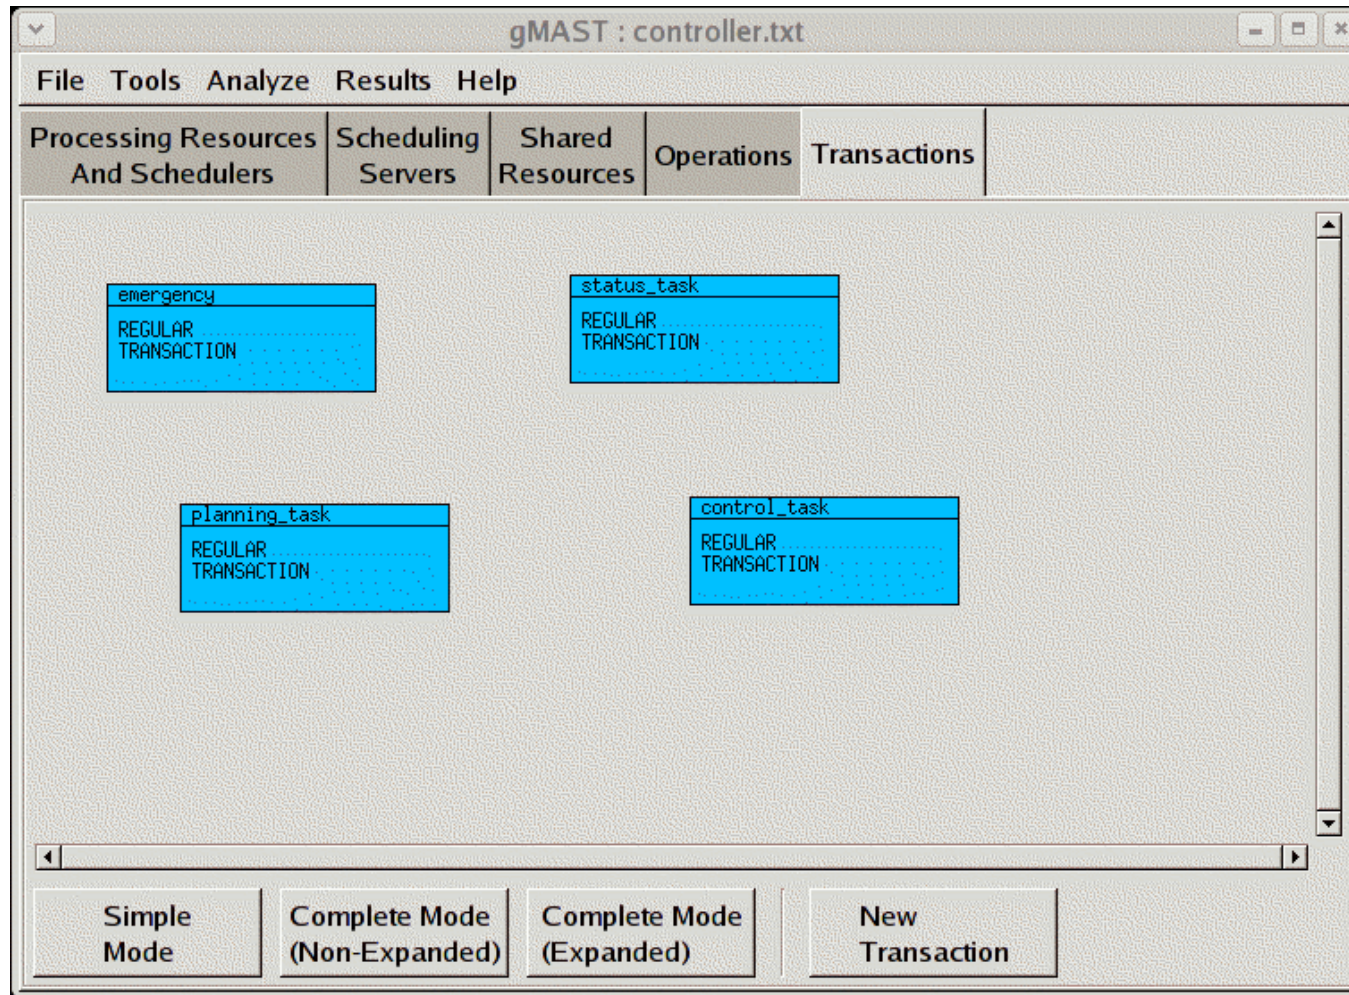 gMAST : controller.txt
File Tools Analyze Results Help
Processing Resources
And Schedulers
Scheduling
Servers
Shared
Resources
Operations
Transactions
emergency
REGULAR
TRANSACTION
status_task
REGULAR
TRANSACTION
planning_task
REGULAR
TRANSACTION
control_task
REGULAR
TRANSACTION
Simple
Mode
Complete Mode
(Non-Expanded)
Complete Mode
(Expanded)
New
Transaction